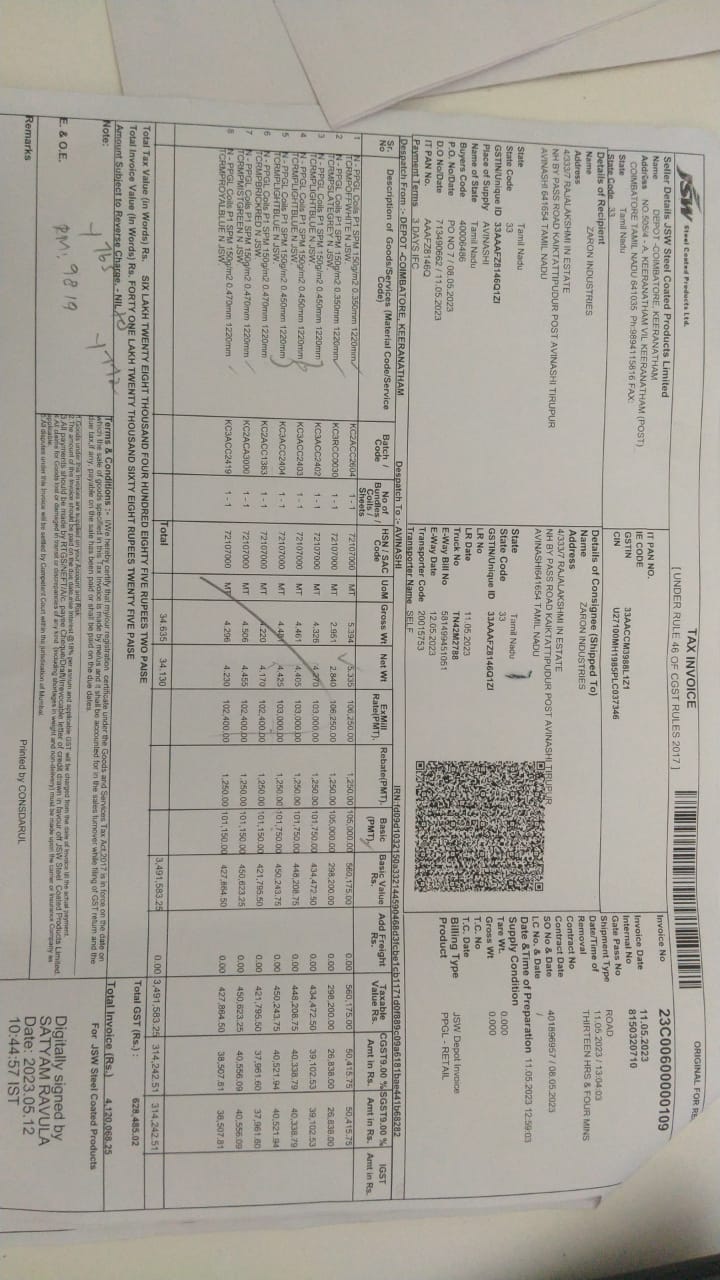 JSW Steel Coated Products Ltd.
TAX INVOICE
[ UNDER RULE 46 OF CGST RULES 2017 ]
ORIGINAL FOR RE
Seller Details JSW Steel Coated Products Limited
Name DEPOT - COIMBATORE, KEERANATHAM
Address NO.505/4 - A, KEERANATHAM VIL KEERANATHAM (POST)
COIMBATORE TAMIL NADU 641035 Ph:9894115816 FAX:
State Tamil Nadu
State Code 33
IT PAN NO.
IE CODE
GSTIN 33AACCM3988L1Z1
CIN U27100MH1985PLC037346
Invoice No 23C00600000109
Invoice Date 11.05.2023
Internal No 8150320710
Gate Pass No
Shipment Type ROAD
Date/Time of 11.05.2023 / 13:04:03
Removal THIRTEEN HRS & FOUR MINS
Contract No
Contract Date
SO No & Date 401896957 / 08.05.2023
LC No. & Date /
Date &Time of Preparation 11.05.2023 12:59:03
Supply Condition
Tare Wt. 0.000
Gross Wt 0.000
T.C. No
T.C. Date
Billing Type JSW Depot Invoice
Product PPGL - RETAIL
Details of Recipient
Name ZARON INDUSTRIES
Address
4/333/7 RAJALAKSHMI IN ESTATE
NH BY PASS ROAD KAIKTATTIPUDUR POST AVINASHI TIRUPUR
AVINASHI 641654 TAMIL NADU
State Tamil Nadu
State Code 33
GSTIN/Unique ID 33AAAFZ8146Q1ZI
Place of Supply AVINASHI
Name of State Tamil Nadu
Buyers Code 40006486
P.O. No/Date PO NO 7 / 08.05.2023
D.O No/Date 713490662 / 11.05.2023
IT PAN No. AAAFZ8146Q
Payment Terms 3 DAYS IFC
Details of Consignee (Shipped To)
Name ZARON INDUSTRIES
Address
4/333/7 RAJALAKSHMI IN ESTATE
NH BY PASS ROAD KAIKTATTIPUDUR POST AVINASHI TIRUPUR
AVINASHI641654 TAMIL NADU
State Tamil Nadu
State Code 33
GSTIN/Unique ID 33AAAFZ8146Q1ZI
LR No
LR Date 11.05.2023
Truck No TN42M2788
E-Way Bill No 581499451051
E-Way Date 12.05.2023
Transporter Code 20015753
Transporter Name SELF
Despatch From :- DEPOT -COIMBATORE, KEERANATHAM Despatch To :- AVINASHI
Sr. No Description of Goods/Services (Material Code/Service Code) Batch / Code No of Bundles / Coils / Sheets HSN / SAC Code UoM Gross Wt Net Wt ExMill Rate(PMT). Rebate(PMT). Basic (PMT) Basic Value Rs. Add Freight Rs. Taxable Value Rs. CGST9.00 % Amt in Rs. SGST9.00 % Amt in Rs. IGST Amt in Rs.
1 N - PPGL Coils P1 SPM 150g/m2 0.350mm 1220mm KC2ACC2604 1 - 1 72107000 MT 5.394 5.335 106,250.00 1,250.00 105,000.00 560,175.00 0.00 560,175.00 50,415.75 50,415.75
TCRMPOFFWHITE N JSW
2 N - PPGL Coils P1 SPM 150g/m2 0.350mm 1220mm KC3RCC0030 1 - 1 72107000 MT 2.951 2.840 106,250.00 1,250.00 105,000.00 298,200.00 0.00 298,200.00 26,838.00 26,838.00
TCRMPSLATEGREY N JSW
3 N - PPGL Coils P1 SPM 150g/m2 0.450mm 1220mm KC3ACC2402 1 - 1 72107000 MT 4.326 4.270 103,000.00 1,250.00 101,750.00 434,472.50 0.00 434,472.50 39,102.53 39,102.53
TCRMPLIGHTBLUE N JSW
4 N - PPGL Coils P1 SPM 150g/m2 0.450mm 1220mm KC3ACC2403 1 - 1 72107000 MT 4.461 4.405 103,000.00 1,250.00 101,750.00 448,208.75 0.00 448,208.75 40,338.79 40,338.79
TCRMPLIGHTBLUE N JSW
5 N - PPGL Coils P1 SPM 150g/m2 0.450mm 1220mm KC3ACC2404 1 - 1 72107000 MT 4.425 103,000.00 1,250.00 101,750.00 450,243.75 0.00 450,243.75 40,521.94 40,521.94
TCRMPLIGHTBLUE N JSW
6 N - PPGL Coils P1 SPM 150g/m2 0.470mm 1220mm KC2ACC1383 1 - 1 72107000 MT 4.220 4.170 102,400.00 1,250.00 101,150.00 421,795.50 0.00 421,795.50 37,961.60 37,961.60
TCRMPBRICKRED N JSW
7 N - PPGL Coils P1 SPM 150g/m2 0.470mm 1220mm KC2ACA3000 1 - 1 72107000 MT 4.506 4.455 102,400.00 1,250.00 101,150.00 450,623.25 0.00 450,623.25 40,556.09 40,556.09
TCRMPMISTGREEN N JSW
8 N - PPGL Coils P1 SPM 150g/m2 0.470mm 1220mm KC3ACC2419 1 - 1 72107000 MT 4.296 4.230 102,400.00 1,250.00 101,150.00 427,864.50 0.00 427,864.50 38,507.81 38,507.81
TCRMPROYALBLUE N JSW
Total 34.635 34.130 3,491,583.25 0.00 3,491,583.25 314,242.51 314,242.51
Total Tax Value (In Words) Rs. SIX LAKH TWENTY EIGHT THOUSAND FOUR HUNDRED EIGHTY FIVE RUPEES TWO PAISE
Total GST (Rs.) : 628,485.02
Total Invoice Value (In Words) Rs. FORTY ONE LAKH TWENTY THOUSAND SIXTY EIGHT RUPEES TWENTY FIVE PAISE
Total Invoice (Rs.) 4,120,068.25
Amount Subject to Reverse Charge :-NIL
Note:
RM. 9819
E. & O.E.
Remarks
Terms & Conditions :- I/We hereby certify that my/our registration certificate under the Goods and Services Tax Act,2017 is in force on the date on
which the sale of goods specified in this Tax Invoice is made by me/us and it shall be accounted for in the sales turnover while filing of GST return and the
due tax,if any, payable on the sale has been paid or shall be paid on the due dates.
For JSW Steel Coated Products
Digitally signed by
SATYAM RAVULA
Date: 2023.05.12
10:44:57 IST
Printed by CONSDARUL